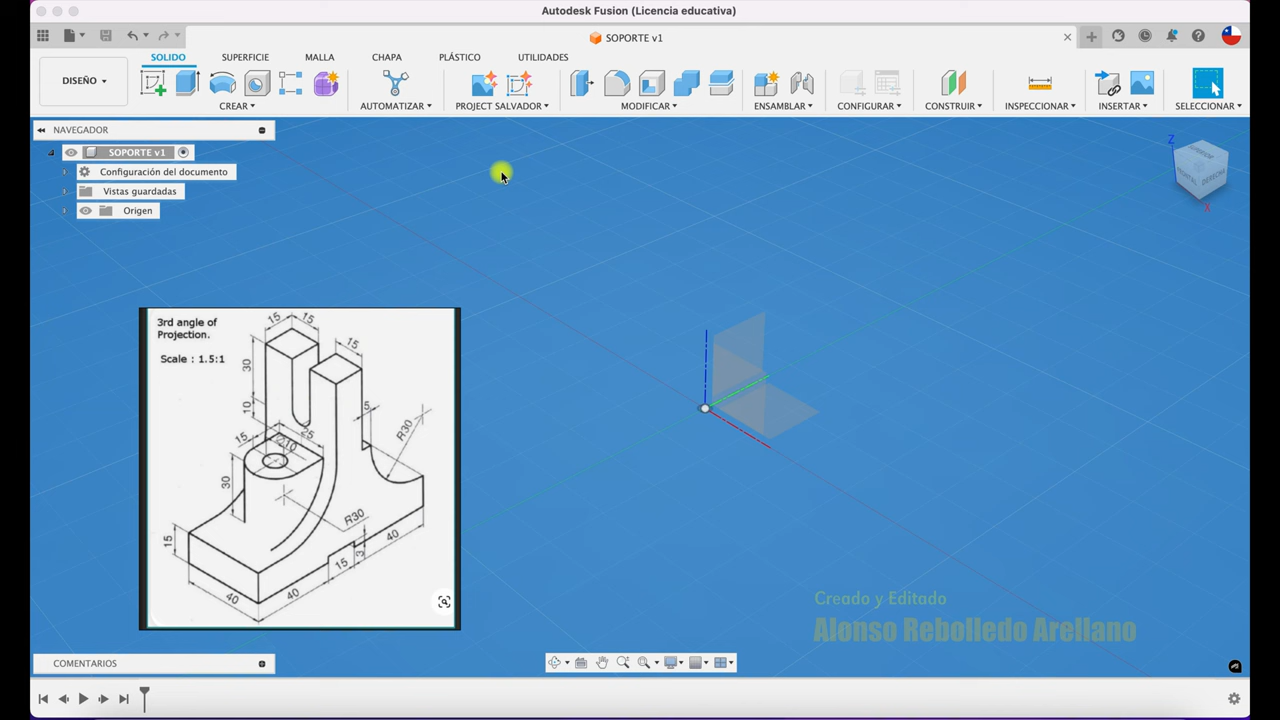 Autodesk Fusion (Licencia educativa)
SOPORTE v1
SOLIDO SUPERFICIE MALLA CHAPA PLÁSTICO UTILIDADES
DISEÑO
CREAR AUTOMATIZAR PROJECT SALVADOR MODIFICAR ENSAMBLAR CONFIGURAR CONSTRUIR INSPECCIONAR INSERTAR SELECCIONAR
NAVEGADOR
SOPORTE v1
Configuración del documento
Vistas guardadas
Origen
Z
FRONTAL DERECHA
X
3rd angle of
Projection.
Scale : 1.5:1
15 15
15
30
10
5
R30
15
∅10
25
30
R30
15
3
15
40
40
40
Creado y Editado
Alonso Rebolledo Arellano
COMENTARIOS